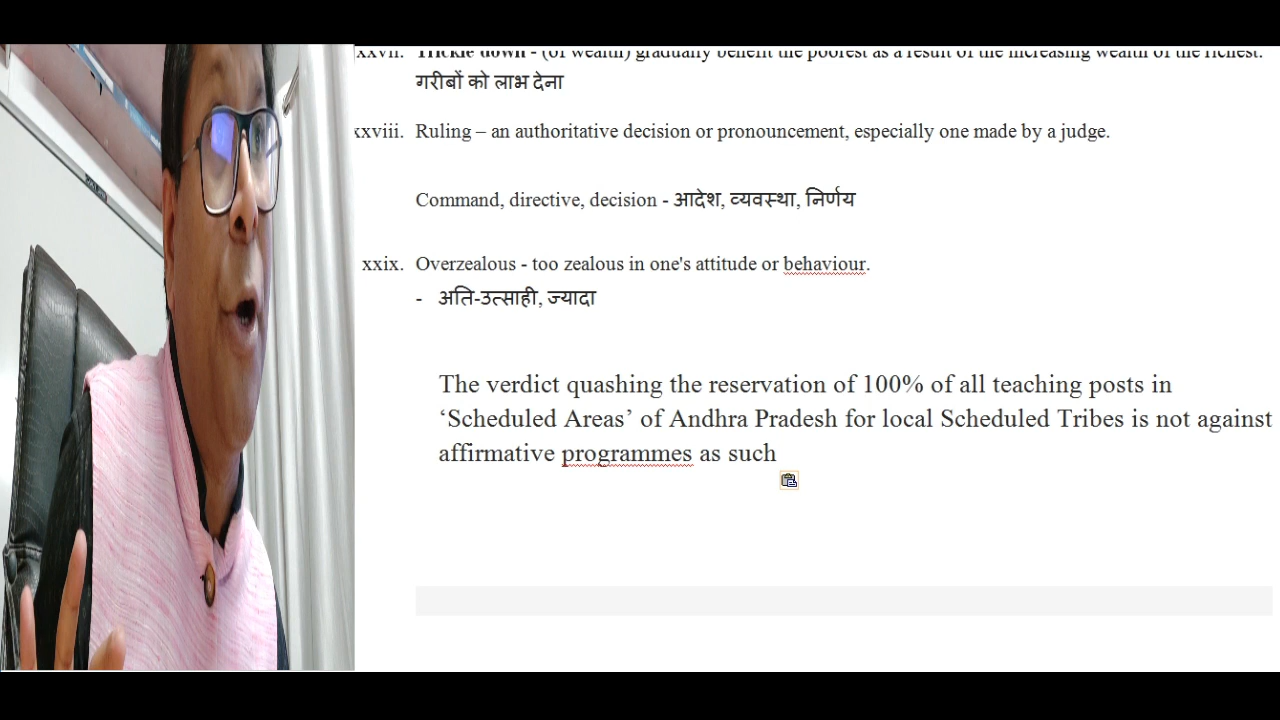 xxvii. Trickle down - (of wealth) gradually benefit the poorest as a result of the increasing wealth of the richest.
गरीबों को लाभ देना
xxviii. Ruling – an authoritative decision or pronouncement, especially one made by a judge.
Command, directive, decision - आदेश, व्यवस्था, निर्णय
xxix. Overzealous - too zealous in one's attitude or behaviour.
- अति-उत्साही, ज्यादा
The verdict quashing the reservation of 100% of all teaching posts in
‘Scheduled Areas’ of Andhra Pradesh for local Scheduled Tribes is not against
affirmative programmes as such